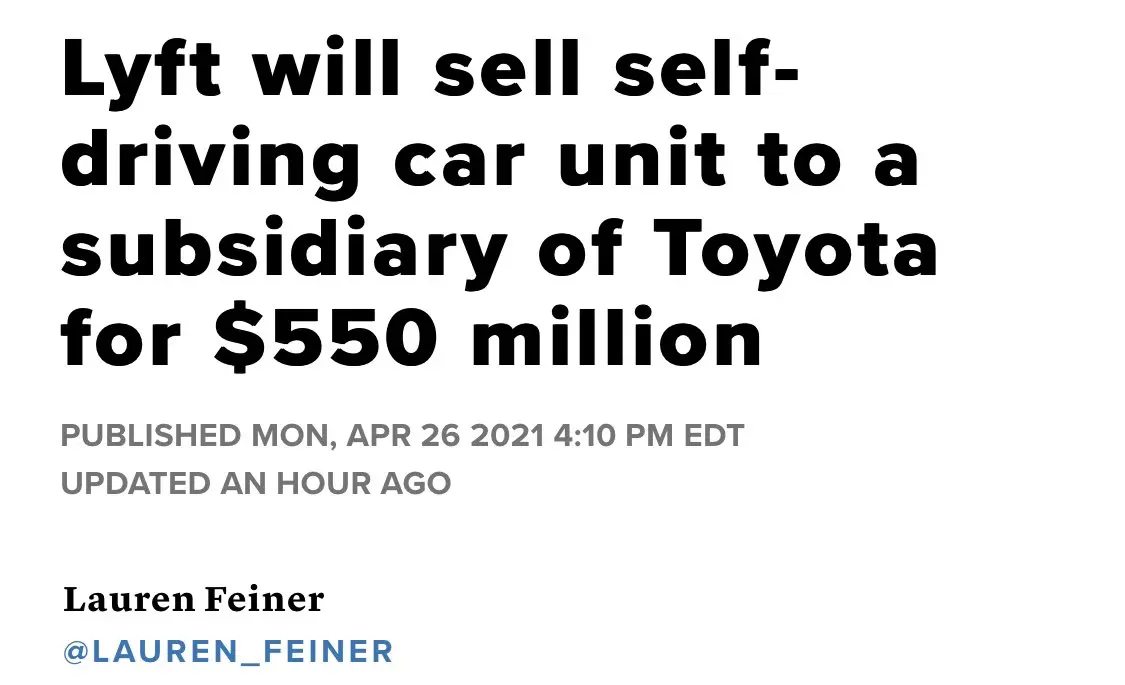 Lyft will sell self-
driving car unit to a
subsidiary of Toyota
for $550 million
PUBLISHED MON, APR 26 2021 4:10 PM EDT
UPDATED AN HOUR AGO
Lauren Feiner
@LAUREN_FEINER